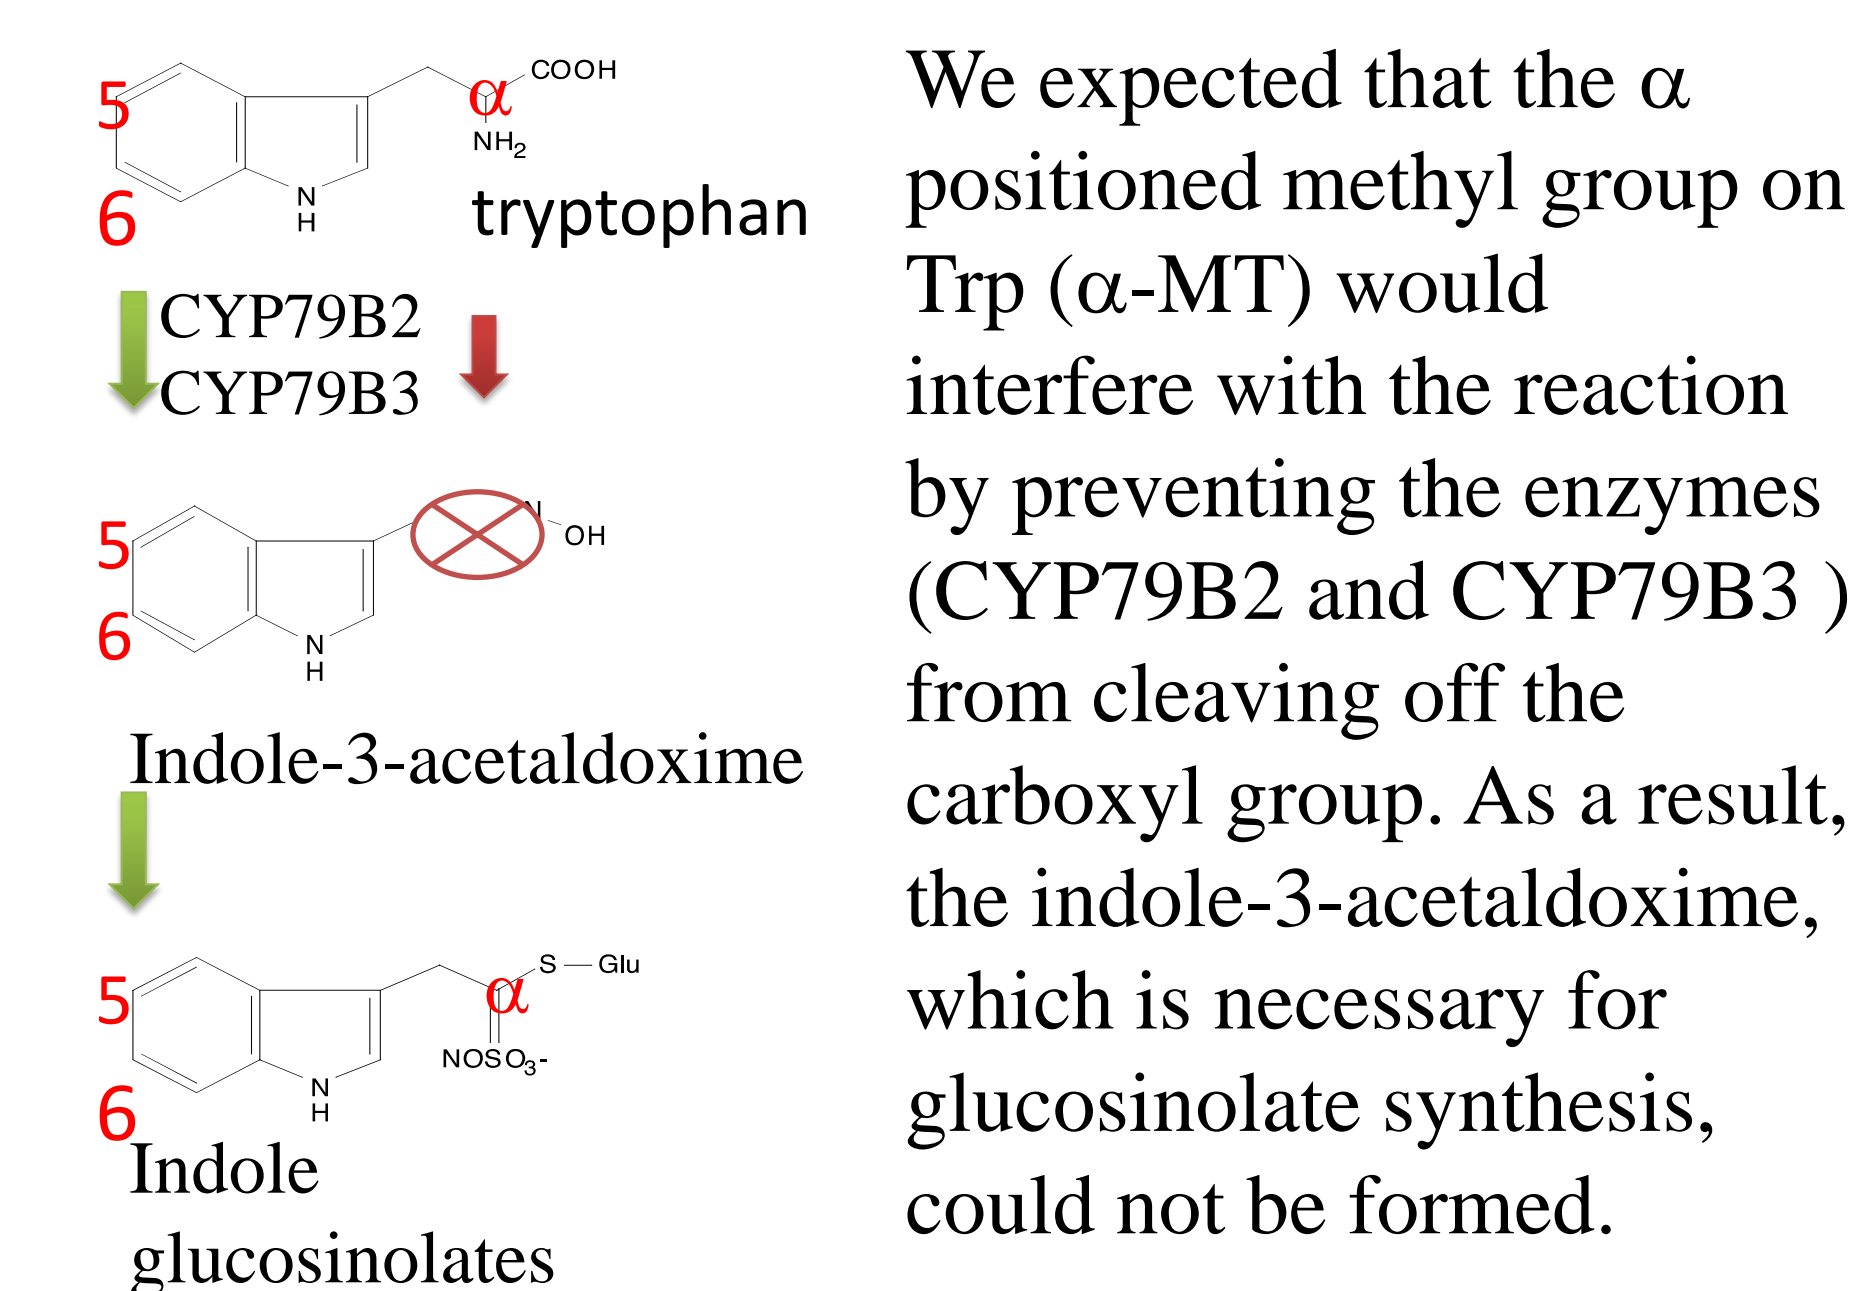 5
α
COOH
NH2
N
H
6
tryptophan
CYP79B2
CYP79B3
5
N
OH
6
N
H
Indole-3-acetaldoxime
5
α
S
Glu
NOSO3-
N
H
6
Indole
glucosinolates
We expected that the α
positioned methyl group on
Trp (α-MT) would
interfere with the reaction
by preventing the enzymes
(CYP79B2 and CYP79B3 )
from cleaving off the
carboxyl group. As a result,
the indole-3-acetaldoxime,
which is necessary for
glucosinolate synthesis,
could not be formed.